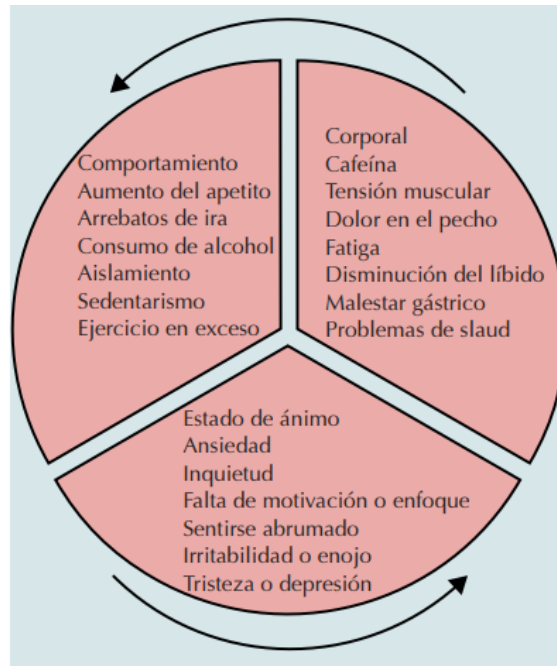 Comportamiento
Aumento del apetito
Arrebatos de ira
Consumo de alcohol
Aislamiento
Sedentarismo
Ejercicio en exceso
Corporal
Cafeína
Tensión muscular
Dolor en el pecho
Fatiga
Disminución del líbido
Malestar gástrico
Problemas de slaud
Estado de ánimo
Ansiedad
Inquietud
Falta de motivación o enfoque
Sentirse abrumado
Irritabilidad o enojo
Tristeza o depresión